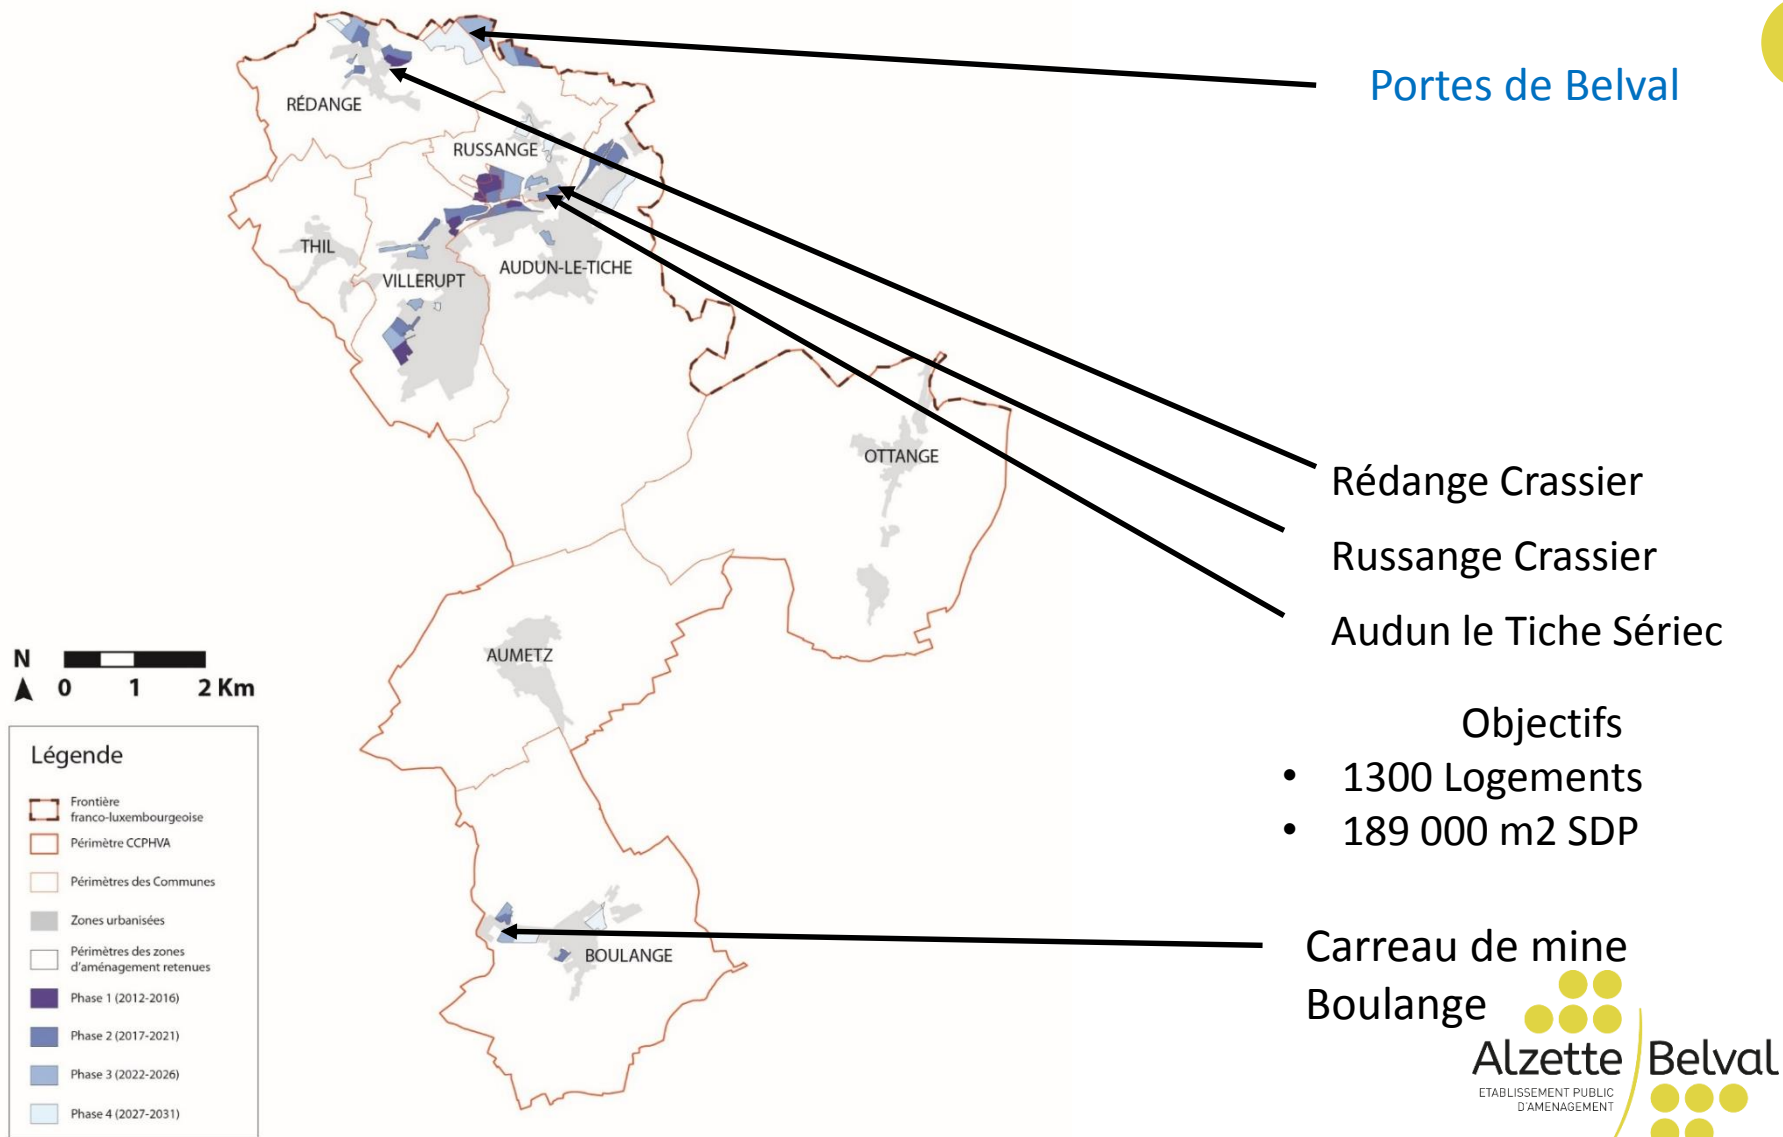 Portes de Belval
RÉDANGE
RUSSANGE
THIL
VILLERUPT
AUDUN-LE-TICHE
OTTANGE
Rédange Crassier
Russange Crassier
Audun le Tiche Sériec
AUMETZ
N
0 1 2 Km
Objectifs
• 1300 Logements
• 189 000 m2 SDP
Légende
Frontière
franco-luxembourgeoise
Périmètre CCPHVA
Périmètres des Communes
Zones urbanisées
Périmètres des zones
d'aménagement retenues
Phase 1 (2012-2016)
Phase 2 (2017-2021)
Phase 3 (2022-2026)
Phase 4 (2027-2031)
BOULANGE
Carreau de mine
Boulange
Alzette Belval
ETABLISSEMENT PUBLIC
D'AMENAGEMENT